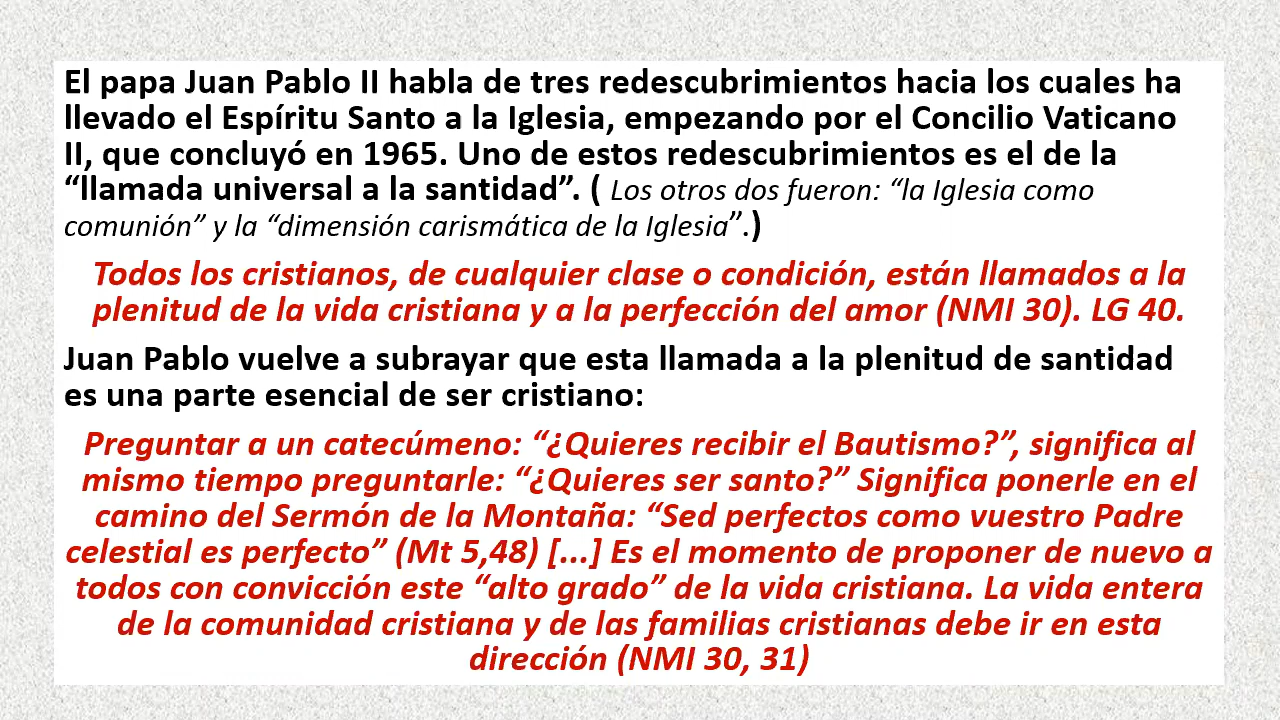 El papa Juan Pablo II habla de tres redescubrimientos hacia los cuales ha
llevado el Espíritu Santo a la Iglesia, empezando por el Concilio Vaticano
II, que concluyó en 1965. Uno de estos redescubrimientos es el de la
“llamada universal a la santidad”. ( Los otros dos fueron: “la Iglesia como
comunión” y la “dimensión carismática de la Iglesia”.)
Todos los cristianos, de cualquier clase o condición, están llamados a la
plenitud de la vida cristiana y a la perfección del amor (NMI 30). LG 40.
Juan Pablo vuelve a subrayar que esta llamada a la plenitud de santidad
es una parte esencial de ser cristiano:
Preguntar a un catecúmeno: “¿Quieres recibir el Bautismo?”, significa al
mismo tiempo preguntarle: “¿Quieres ser santo?” Significa ponerle en el
camino del Sermón de la Montaña: “Sed perfectos como vuestro Padre
celestial es perfecto” (Mt 5,48) [...] Es el momento de proponer de nuevo a
todos con convicción este “alto grado” de la vida cristiana. La vida entera
de la comunidad cristiana y de las familias cristianas debe ir en esta
dirección (NMI 30, 31)